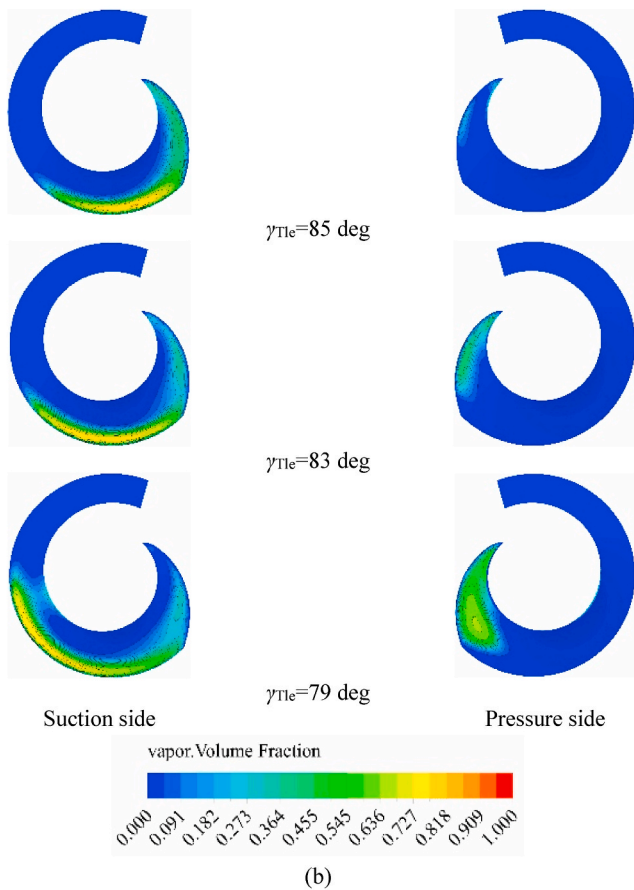 γTle=85 deg
γTle=83 deg
γTle=79 deg
Suction side Pressure side
vapor.Volume Fraction
0.000 0.091 0.182 0.273 0.364 0.455 0.545 0.636 0.727 0.818 0.909 1.000
(b)